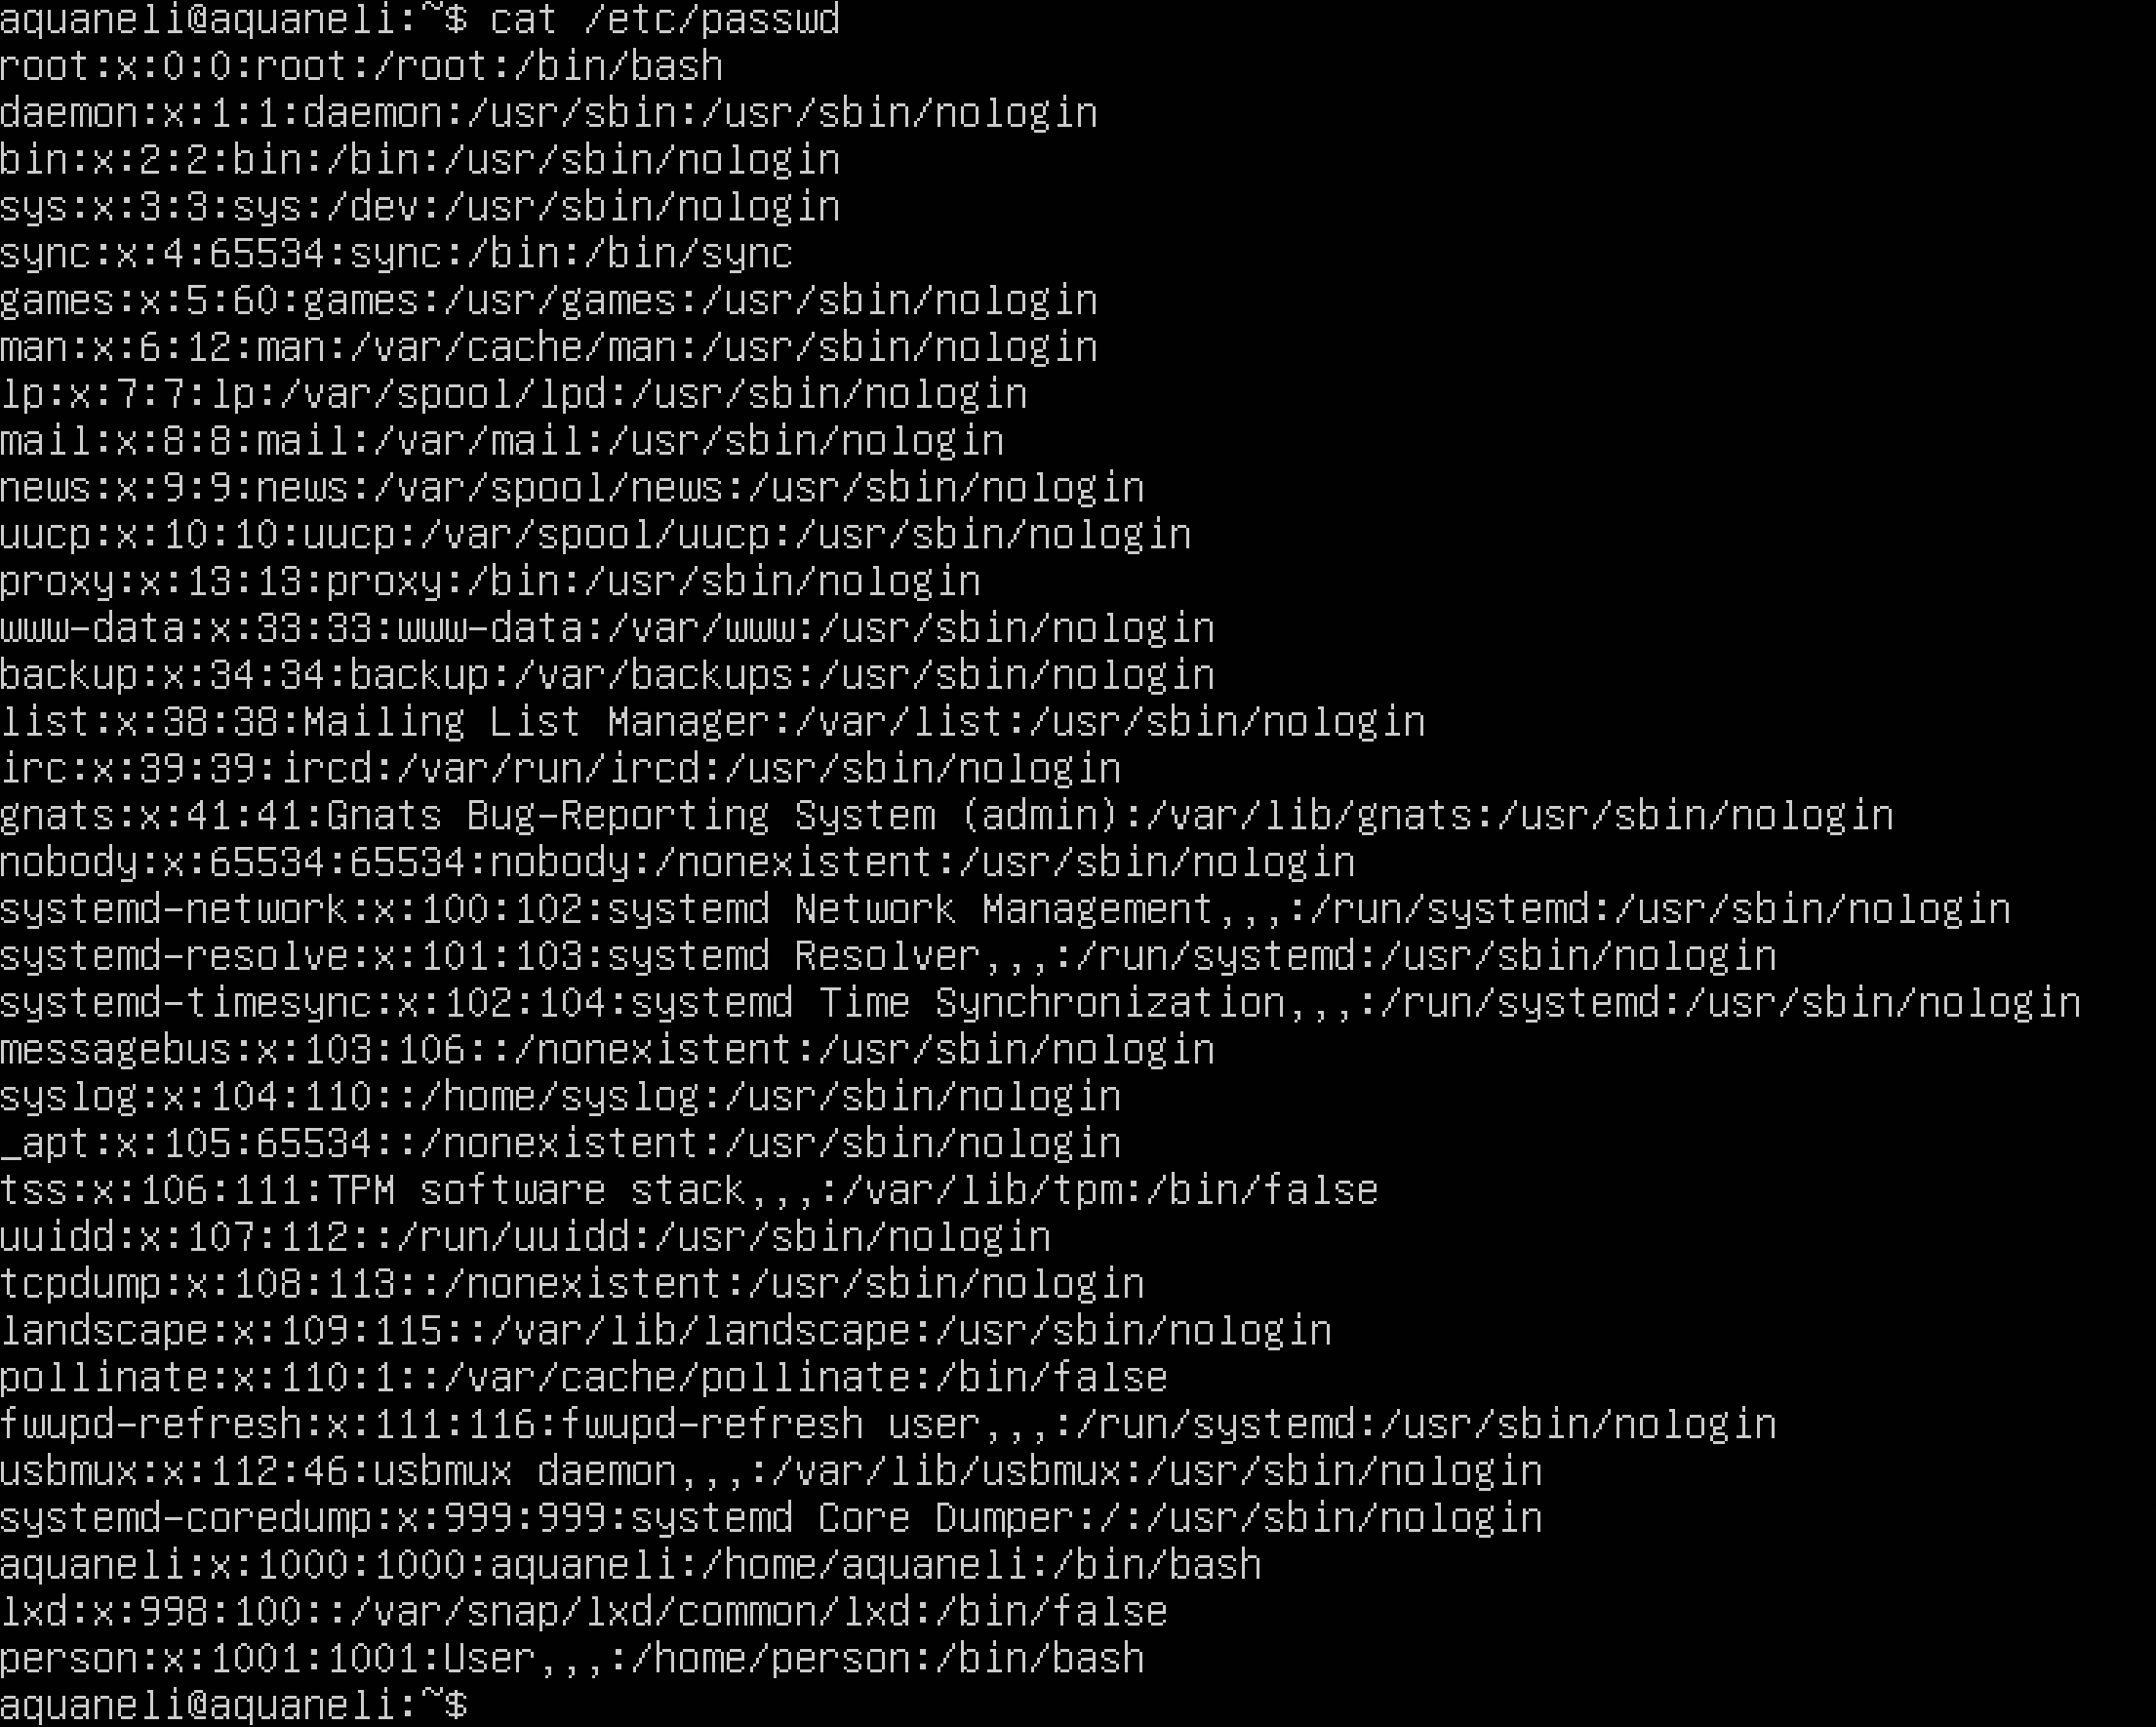 aquaneli@aquaneli:~$ cat /etc/passwd
root:x:0:0:root:/root:/bin/bash
daemon:x:1:1:daemon:/usr/sbin:/usr/sbin/nologin
bin:x:2:2:bin:/bin:/usr/sbin/nologin
sys:x:3:3:sys:/dev:/usr/sbin/nologin
sync:x:4:65534:sync:/bin:/bin/sync
games:x:5:60:games:/usr/games:/usr/sbin/nologin
man:x:6:12:man:/var/cache/man:/usr/sbin/nologin
lp:x:7:7:lp:/var/spool/lpd:/usr/sbin/nologin
mail:x:8:8:mail:/var/mail:/usr/sbin/nologin
news:x:9:9:news:/var/spool/news:/usr/sbin/nologin
uucp:x:10:10:uucp:/var/spool/uucp:/usr/sbin/nologin
proxy:x:13:13:proxy:/bin:/usr/sbin/nologin
www-data:x:33:33:www-data:/var/www:/usr/sbin/nologin
backup:x:34:34:backup:/var/backups:/usr/sbin/nologin
list:x:38:38:Mailing List Manager:/var/list:/usr/sbin/nologin
irc:x:39:39:ircd:/var/run/ircd:/usr/sbin/nologin
gnats:x:41:41:Gnats Bug-Reporting System (admin):/var/lib/gnats:/usr/sbin/nologin
nobody:x:65534:65534:nobody:/nonexistent:/usr/sbin/nologin
systemd-network:x:100:102:systemd Network Management,,,:/run/systemd:/usr/sbin/nologin
systemd-resolve:x:101:103:systemd Resolver,,,:/run/systemd:/usr/sbin/nologin
systemd-timesync:x:102:104:systemd Time Synchronization,,,:/run/systemd:/usr/sbin/nologin
messagebus:x:103:106::/nonexistent:/usr/sbin/nologin
syslog:x:104:110::/home/syslog:/usr/sbin/nologin
_apt:x:105:65534::/nonexistent:/usr/sbin/nologin
tss:x:106:111:TPM software stack,,,:/var/lib/tpm:/bin/false
uuidd:x:107:112::/run/uuidd:/usr/sbin/nologin
tcpdump:x:108:113::/nonexistent:/usr/sbin/nologin
landscape:x:109:115::/var/lib/landscape:/usr/sbin/nologin
pollinate:x:110:1::/var/cache/pollinate:/bin/false
fwupd-refresh:x:111:116:fwupd-refresh user,,,:/run/systemd:/usr/sbin/nologin
usbmux:x:112:46:usbmux daemon,,,:/var/lib/usbmux:/usr/sbin/nologin
systemd-coredump:x:999:999:systemd Core Dumper:/:/usr/sbin/nologin
aquaneli:x:1000:1000:aquaneli:/home/aquaneli:/bin/bash
lxd:x:998:100::/var/snap/lxd/common/lxd:/bin/false
person:x:1001:1001:User,,,:/home/person:/bin/bash
aquaneli@aquaneli:~$